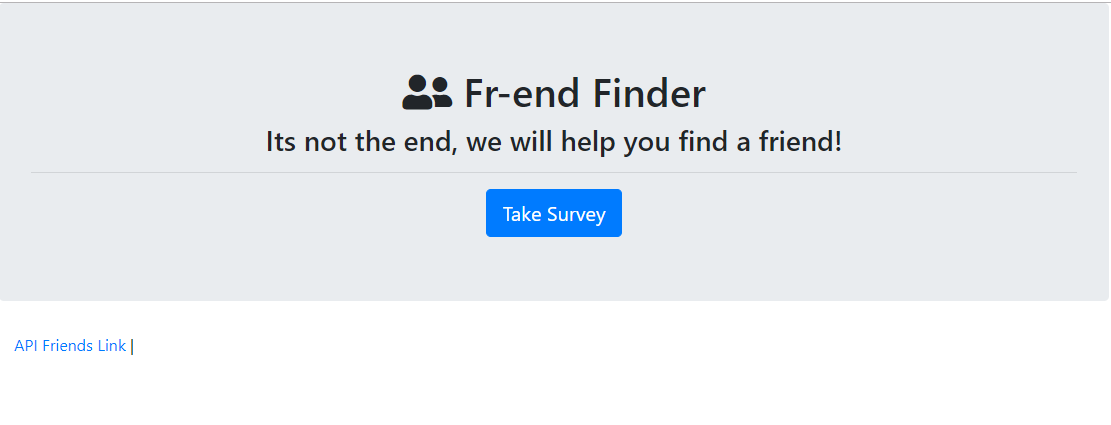 Fr-end Finder
Its not the end, we will help you find a friend!
Take Survey
API Friends Link |